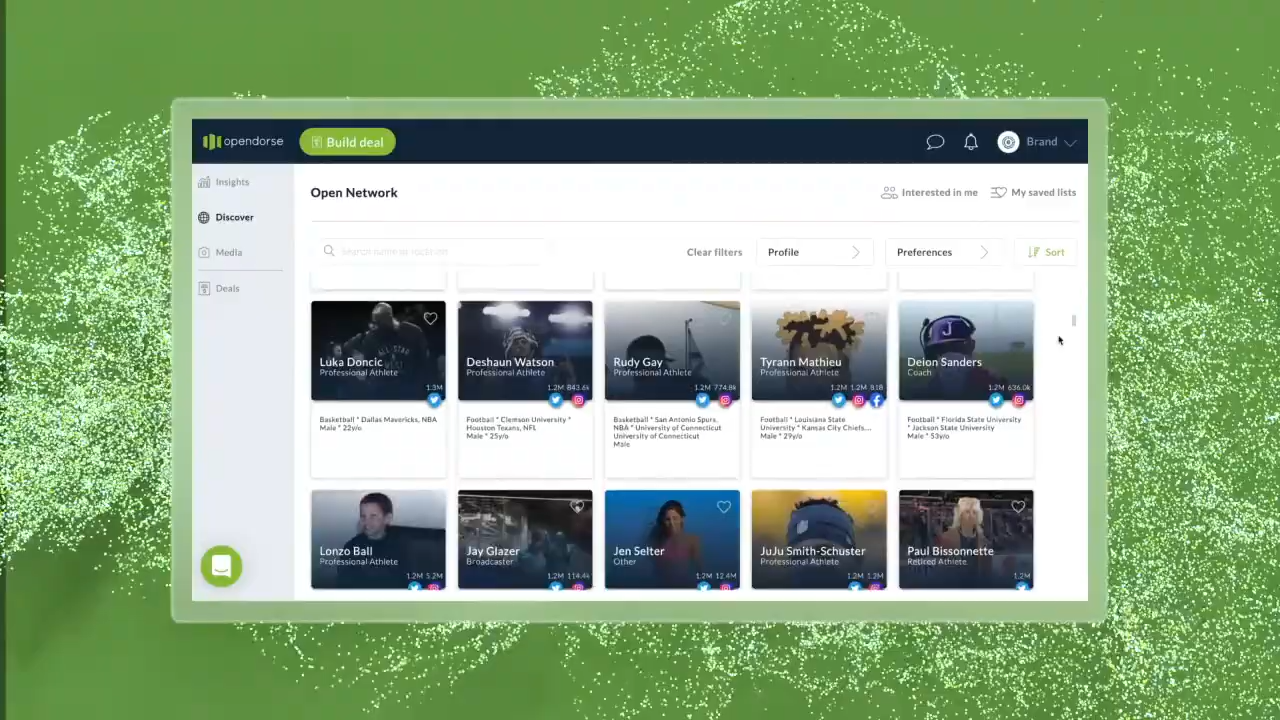 opendorse
Build deal
Brand
Insights
Discover
Media
Deals
Open Network
Interested in me
My saved lists
Search name or
Clear filters
Profile
Preferences
Sort
Luka Doncic
Professional Athlete
1.3M
Basketball * Dallas Mavericks, NBA
Male * 22y/o
Deshaun Watson
Professional Athlete
1.2M 843.6k
Football * Clemson University *
Houston Texans, NFL
Male * 25y/o
Rudy Gay
Professional Athlete
1.2M 774.8k
Basketball * San Antonio Spurs,
NBA * University of Connecticut
University of Connecticut
Male
Tyrann Mathieu
Professional Athlete
1.2M 1.2M 818
Football * Louisiana State
University * Kansas City Chiefs...
Male * 29y/o
J
Deion Sanders
Coach
1.2M 636.0k
Football * Florida State University
* Jackson State University
Male * 53y/o
Lonzo Ball
Professional Athlete
1.2M 5.2M
Jay Glazer
Broadcaster
1.2M 114.4k
Jen Selter
Other
1.2M 12.4M
JuJu Smith-Schuster
Professional Athlete
1.2M 1.2M
Paul Bissonnette
Retired Athlete
1.2M